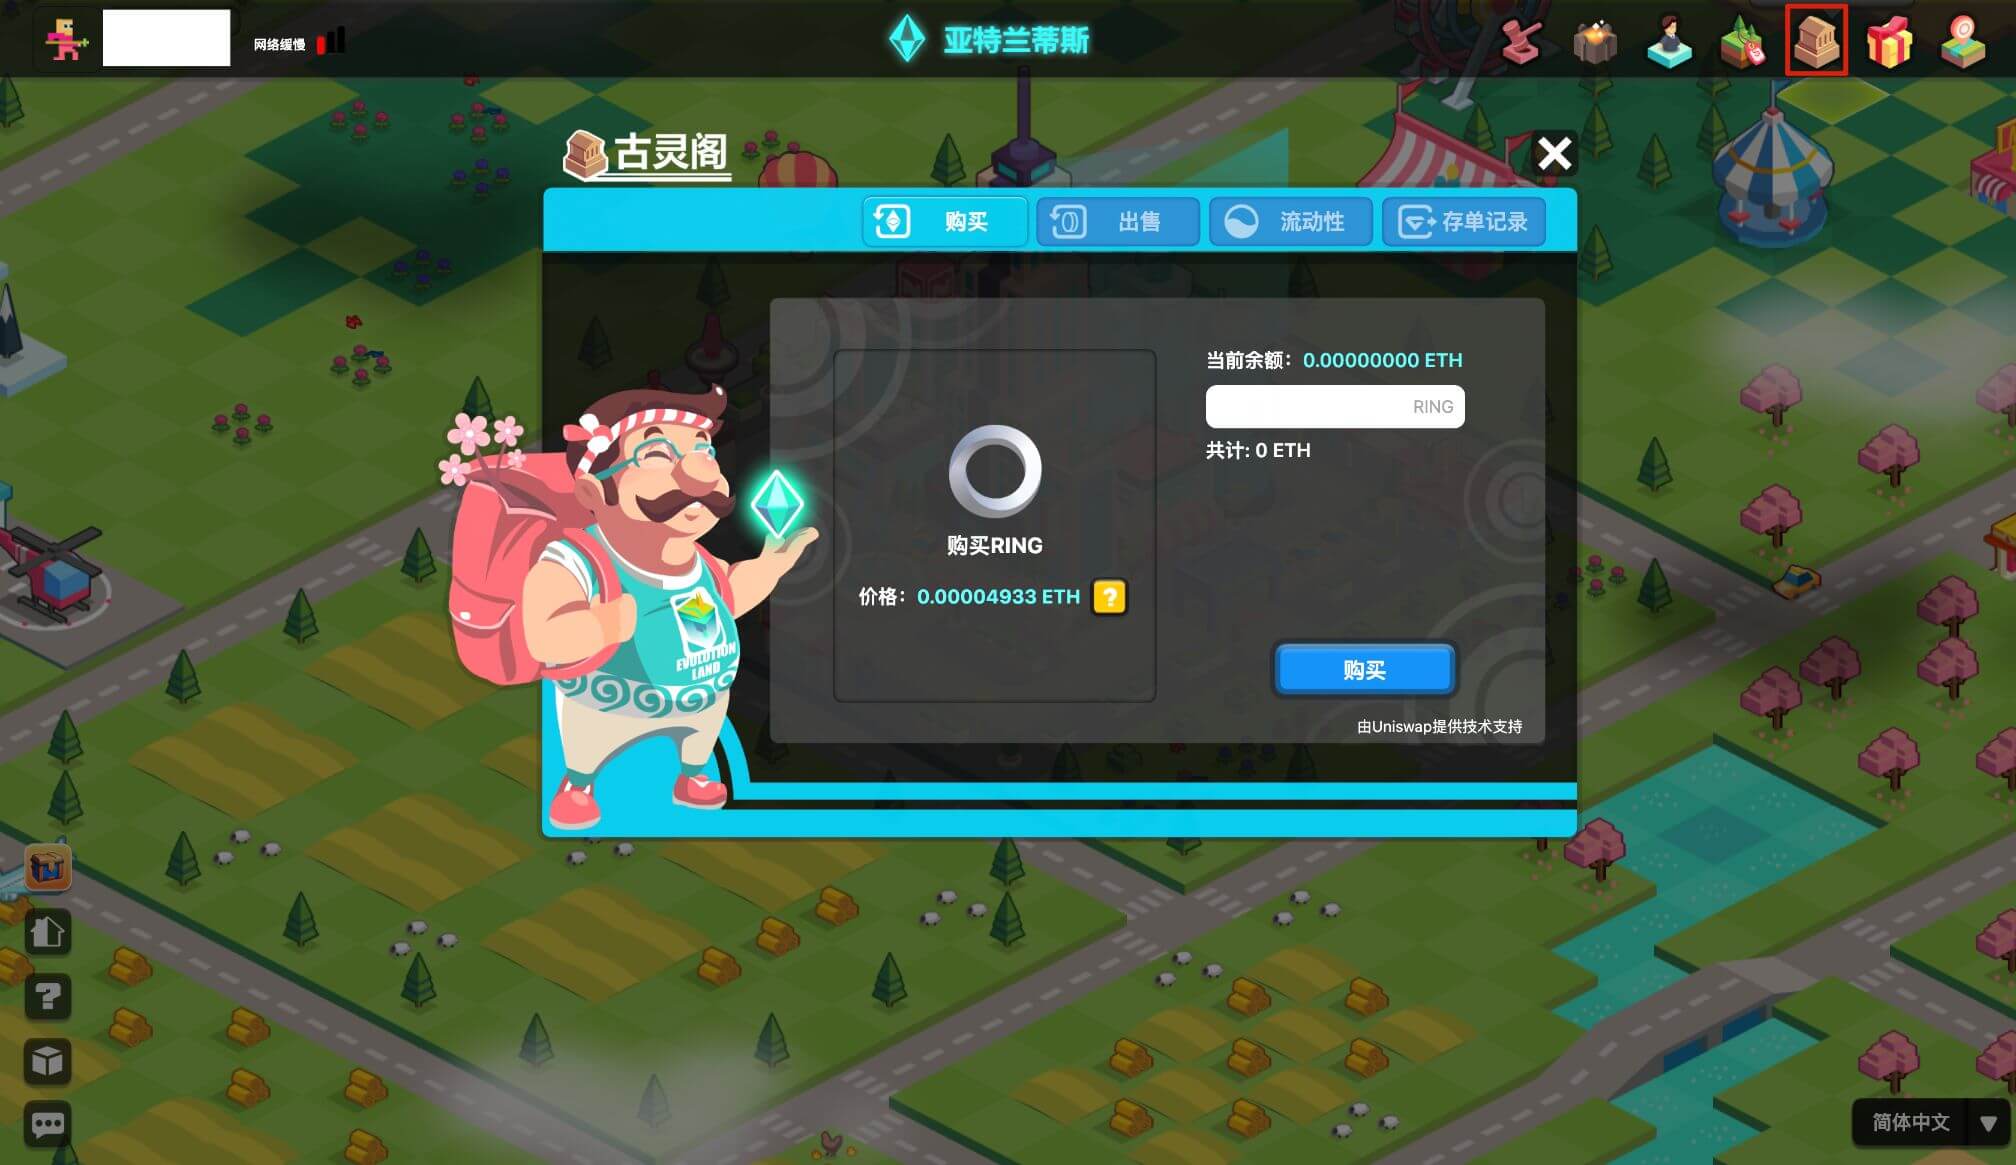 网络缓慢
亚特兰蒂斯
古灵阁
购买
出售
流动性
存单记录
当前余额：0.00000000 ETH
RING
共计: 0 ETH
购买RING
价格：0.00004933 ETH ?
EVOLUTION
LAND
购买
由Uniswap提供技术支持
简体中文